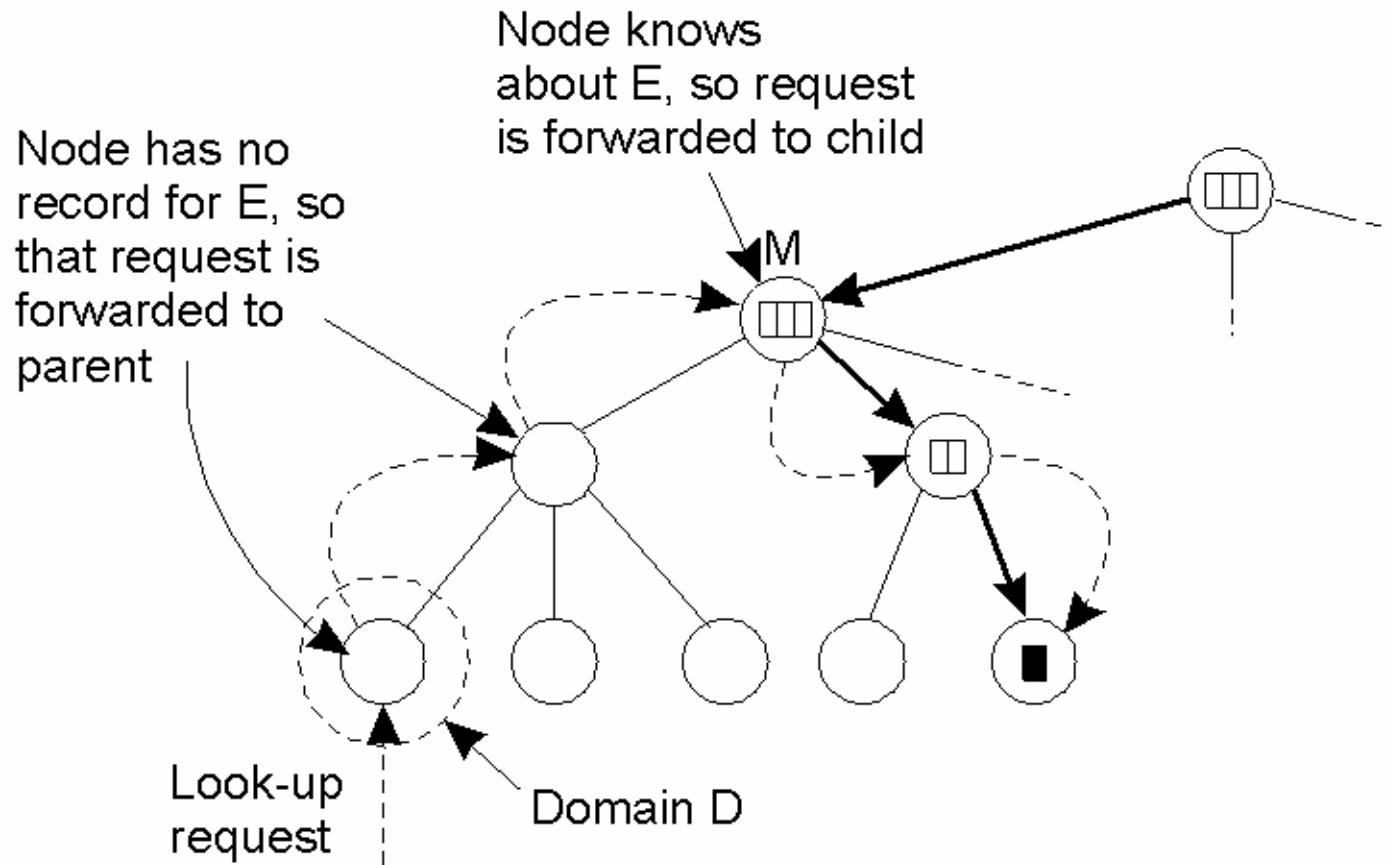 Node knows
about E, so request
is forwarded to child
Node has no
record for E, so
that request is
forwarded to
parent
M
Look-up
request
Domain D